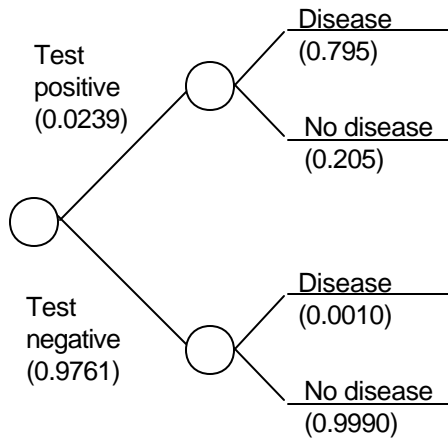 Disease
(0.795)
Test
positive
(0.0239)
No disease
(0.205)
Disease
(0.0010)
Test
negative
(0.9761)
No disease
(0.9990)